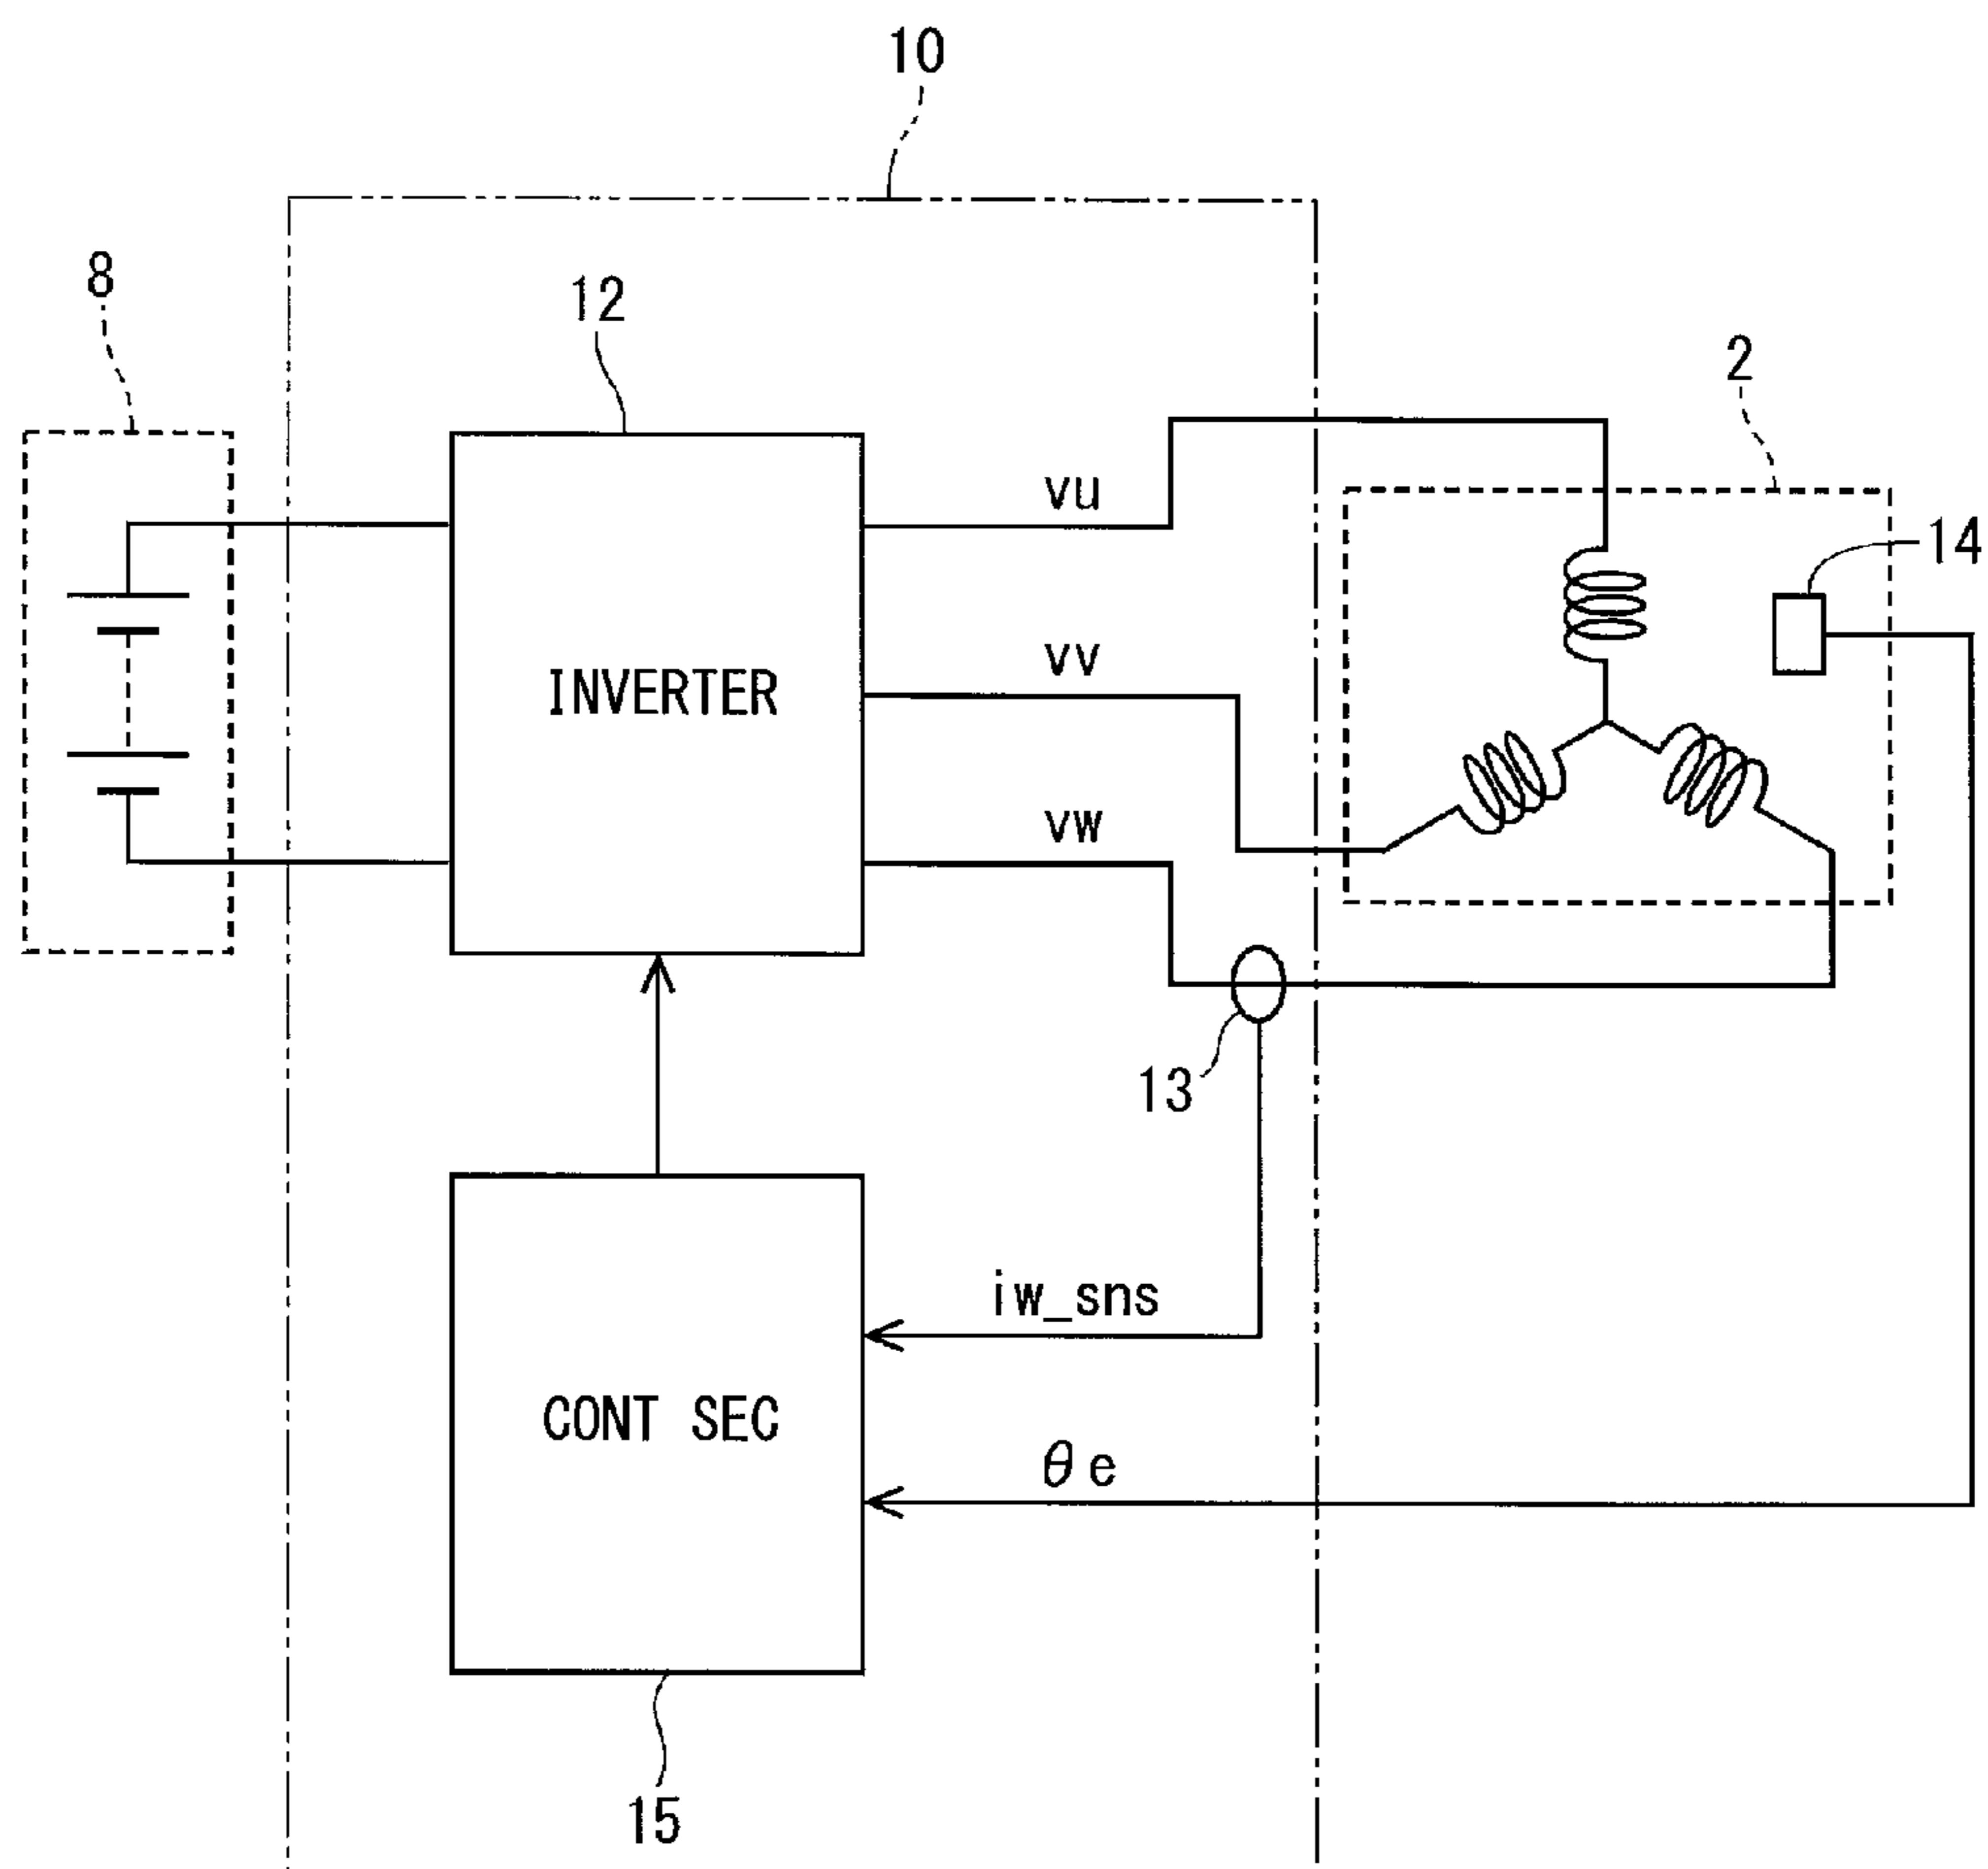 10
8
12
2
vu
14
vv
INVERTER
vw
13
iw_sns
CONT SEC
θe
15